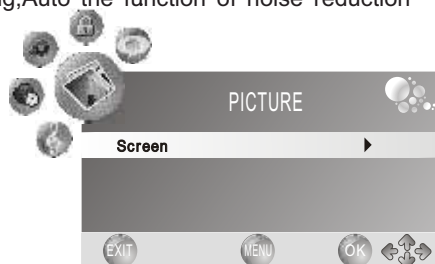 ng,Auto the function of noise reduction
PICTURE
Screen
EXIT MENU OK